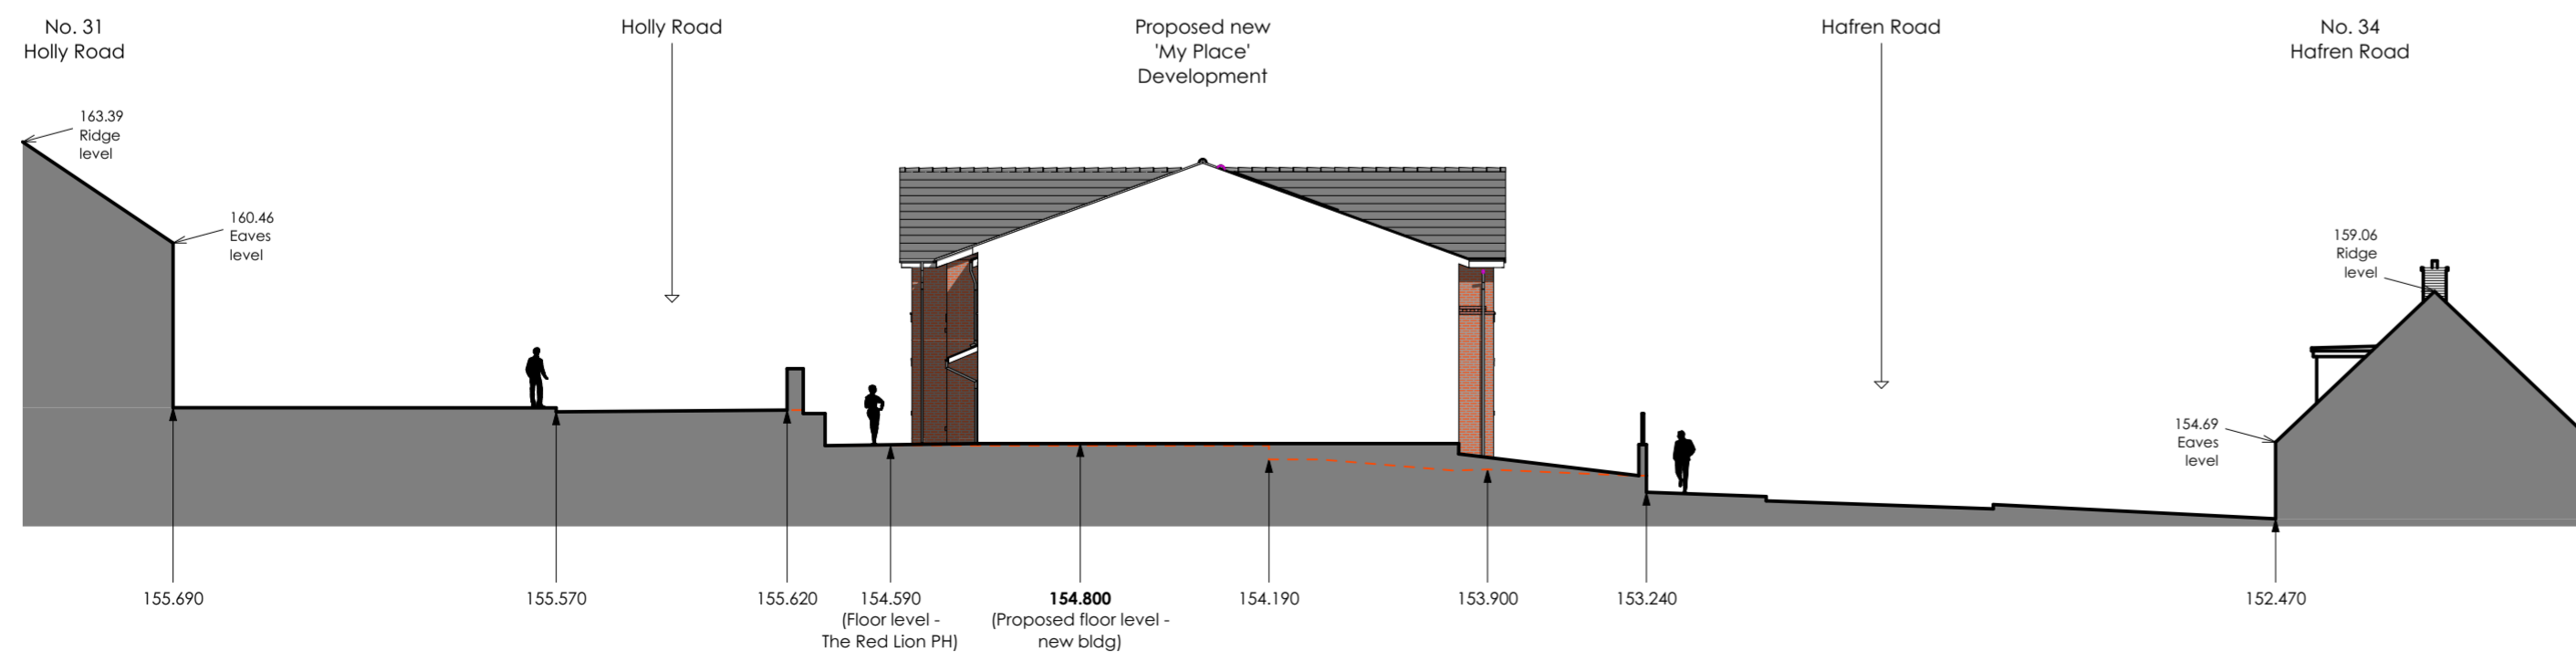 No. 31
Holly Road
Holly Road
Proposed new
'My Place'
Development
Hafren Road
No. 34
Hafren Road
163.39
Ridge
level
160.46
Eaves
level
159.06
Ridge
level
154.69
Eaves
level
155.690
155.570
155.620
154.590
(Floor level -
The Red Lion PH)
154.800
(Proposed floor level -
new bldg)
154.190
153.900
153.240
152.470